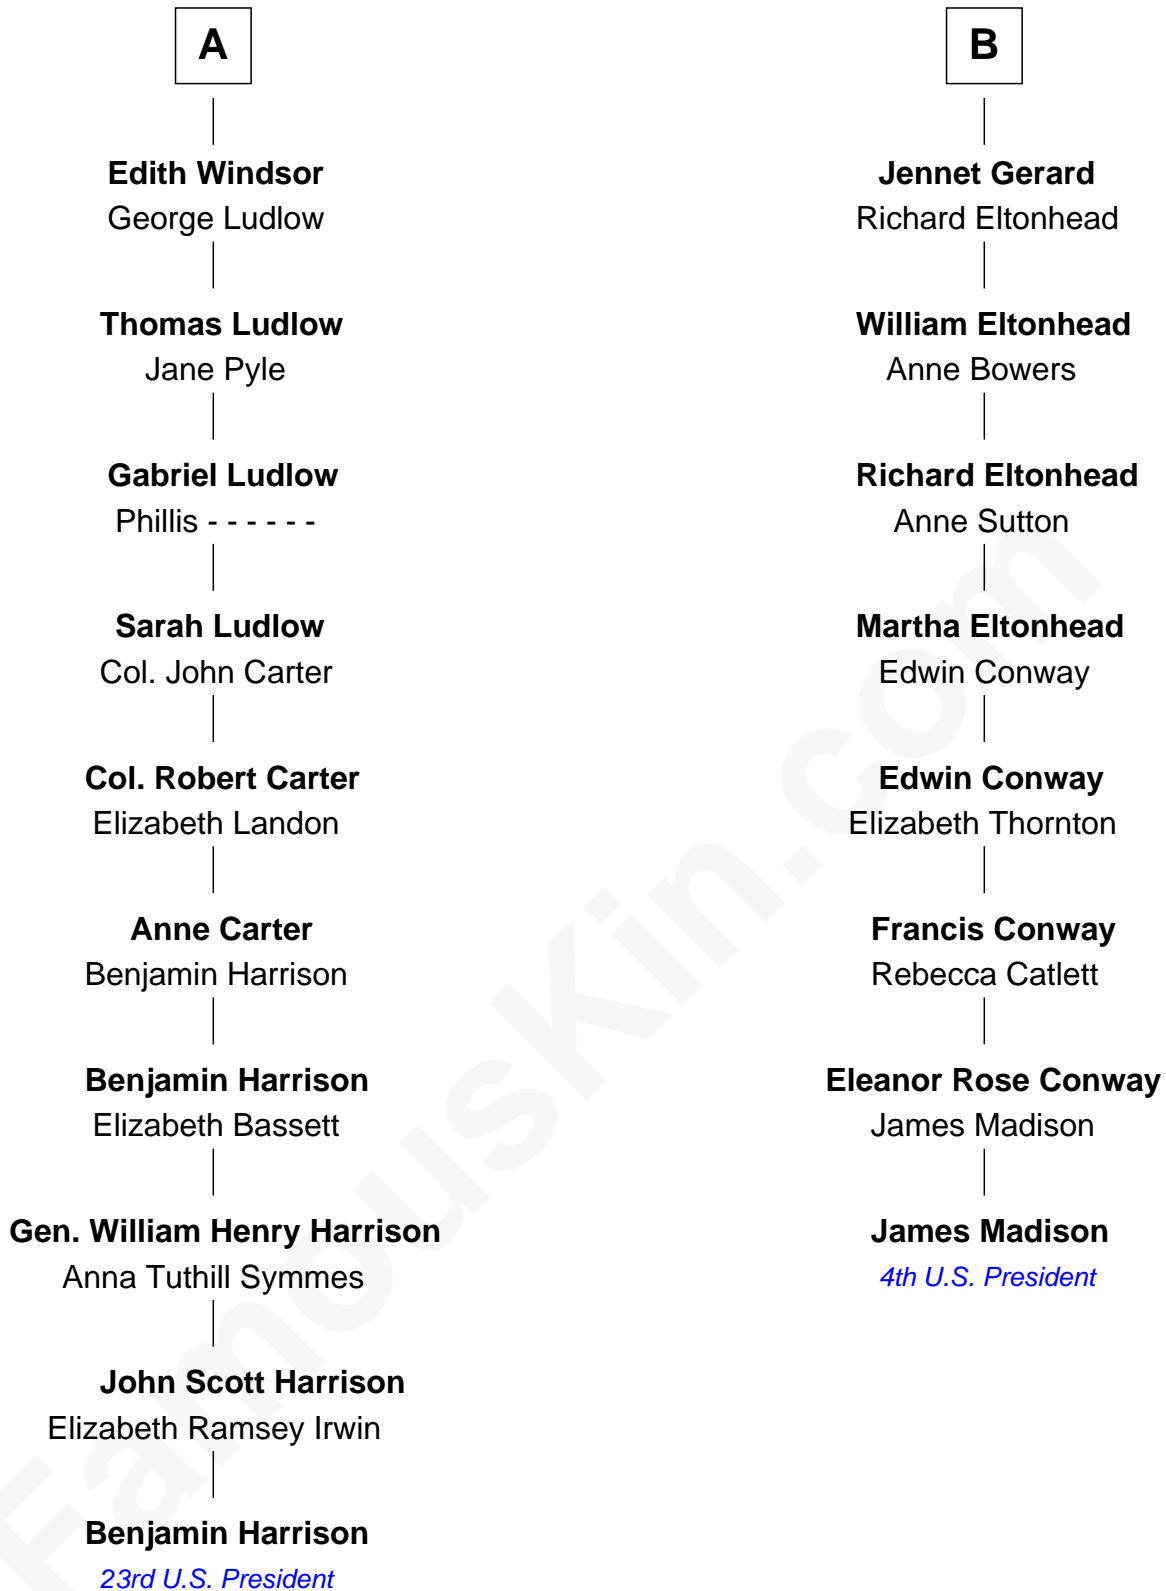 A
Edith Windsor
George Ludlow
Thomas Ludlow
Jane Pyle
Gabriel Ludlow
Phillis - - - - - -
Sarah Ludlow
Col. John Carter
Col. Robert Carter
Elizabeth Landon
Anne Carter
Benjamin Harrison
Benjamin Harrison
Elizabeth Bassett
Gen. William Henry Harrison
Anna Tuthill Symmes
John Scott Harrison
Elizabeth Ramsey Irwin
Benjamin Harrison
23rd U.S. President
B
Jennet Gerard
Richard Eltonhead
William Eltonhead
Anne Bowers
Richard Eltonhead
Anne Sutton
Martha Eltonhead
Edwin Conway
Edwin Conway
Elizabeth Thornton
Francis Conway
Rebecca Catlett
Eleanor Rose Conway
James Madison
James Madison
4th U.S. President
FamousKin.com